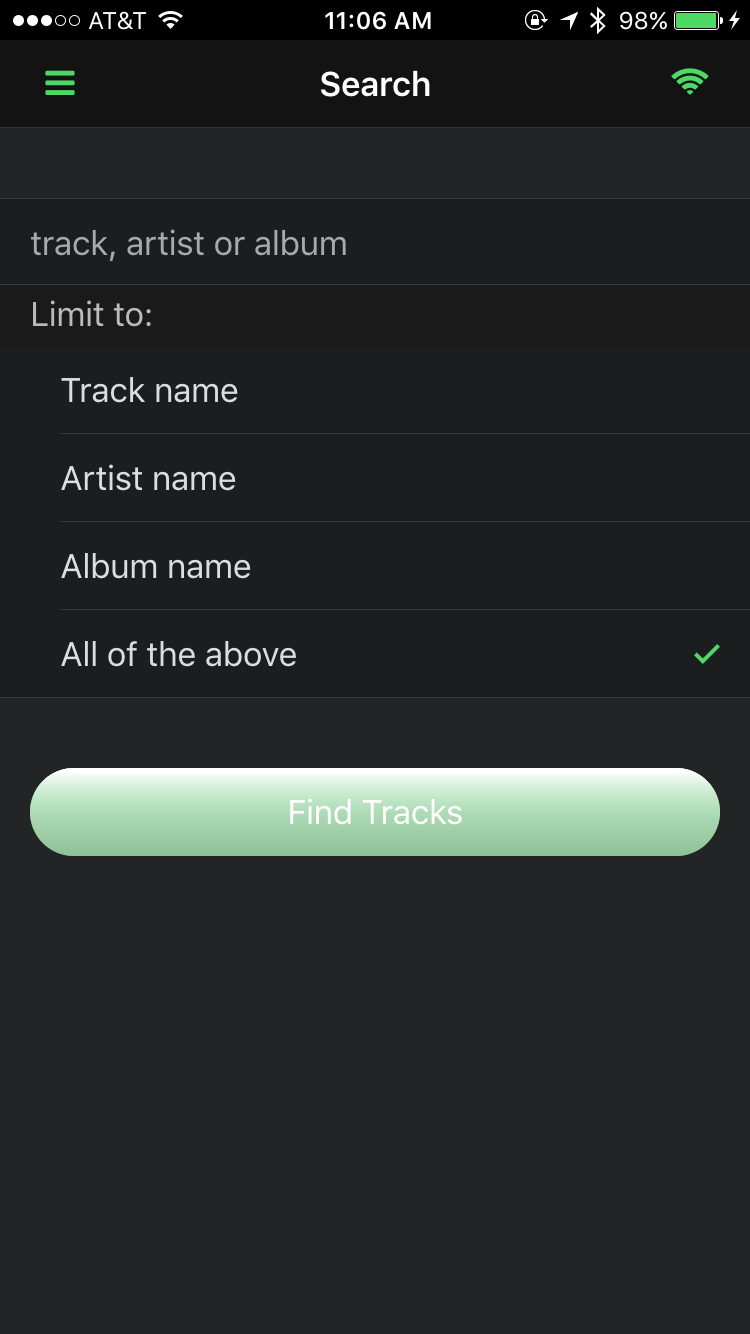 AT&T 11:06 AM 98%
Search
track, artist or album
Limit to:
Track name
Artist name
Album name
All of the above
Find Tracks